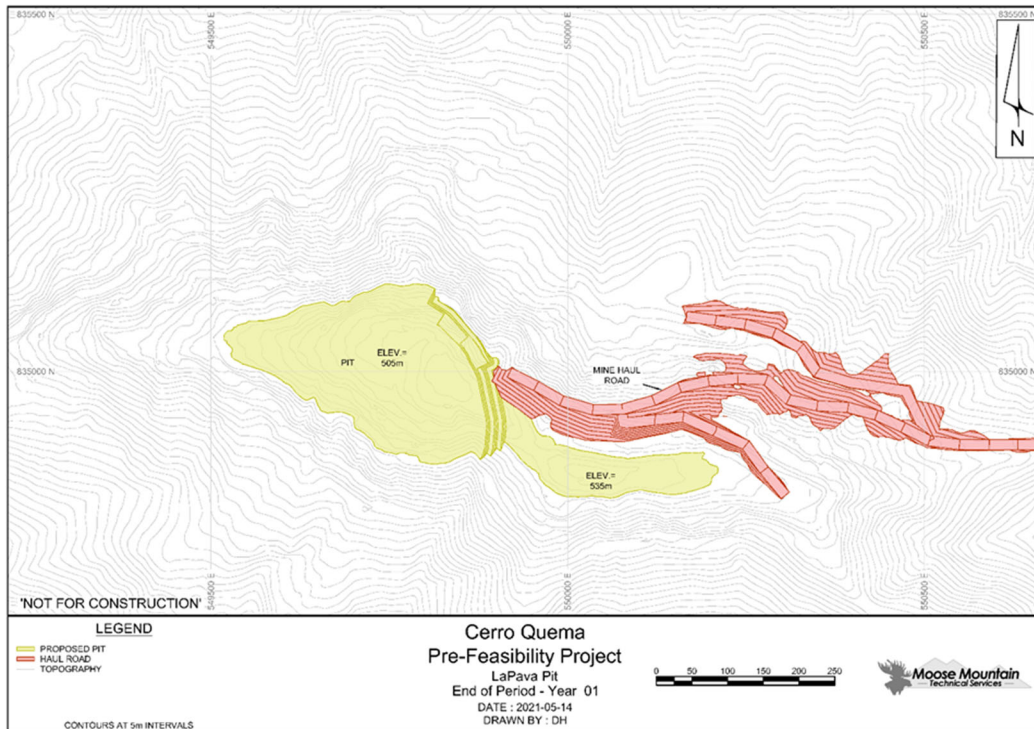 835500 N
549500 E
550000 E
550500 E
835500 N
N
835000 N
PIT
ELEV.=
505m
MINE HAUL
ROAD
835000 N
ELEV.=
535m
'NOT FOR CONSTRUCTION'
549500 E
550000 E
550500 E
LEGEND
PROPOSED PIT
HAUL ROAD
TOPOGRAPHY
CONTOURS AT 5m INTERVALS
Cerro Quema
Pre-Feasibility Project
LaPava Pit
End of Period - Year 01
DATE : 2021-05-14
DRAWN BY : DH
0 50 100 150 200 250
Moose Mountain
Technical Services